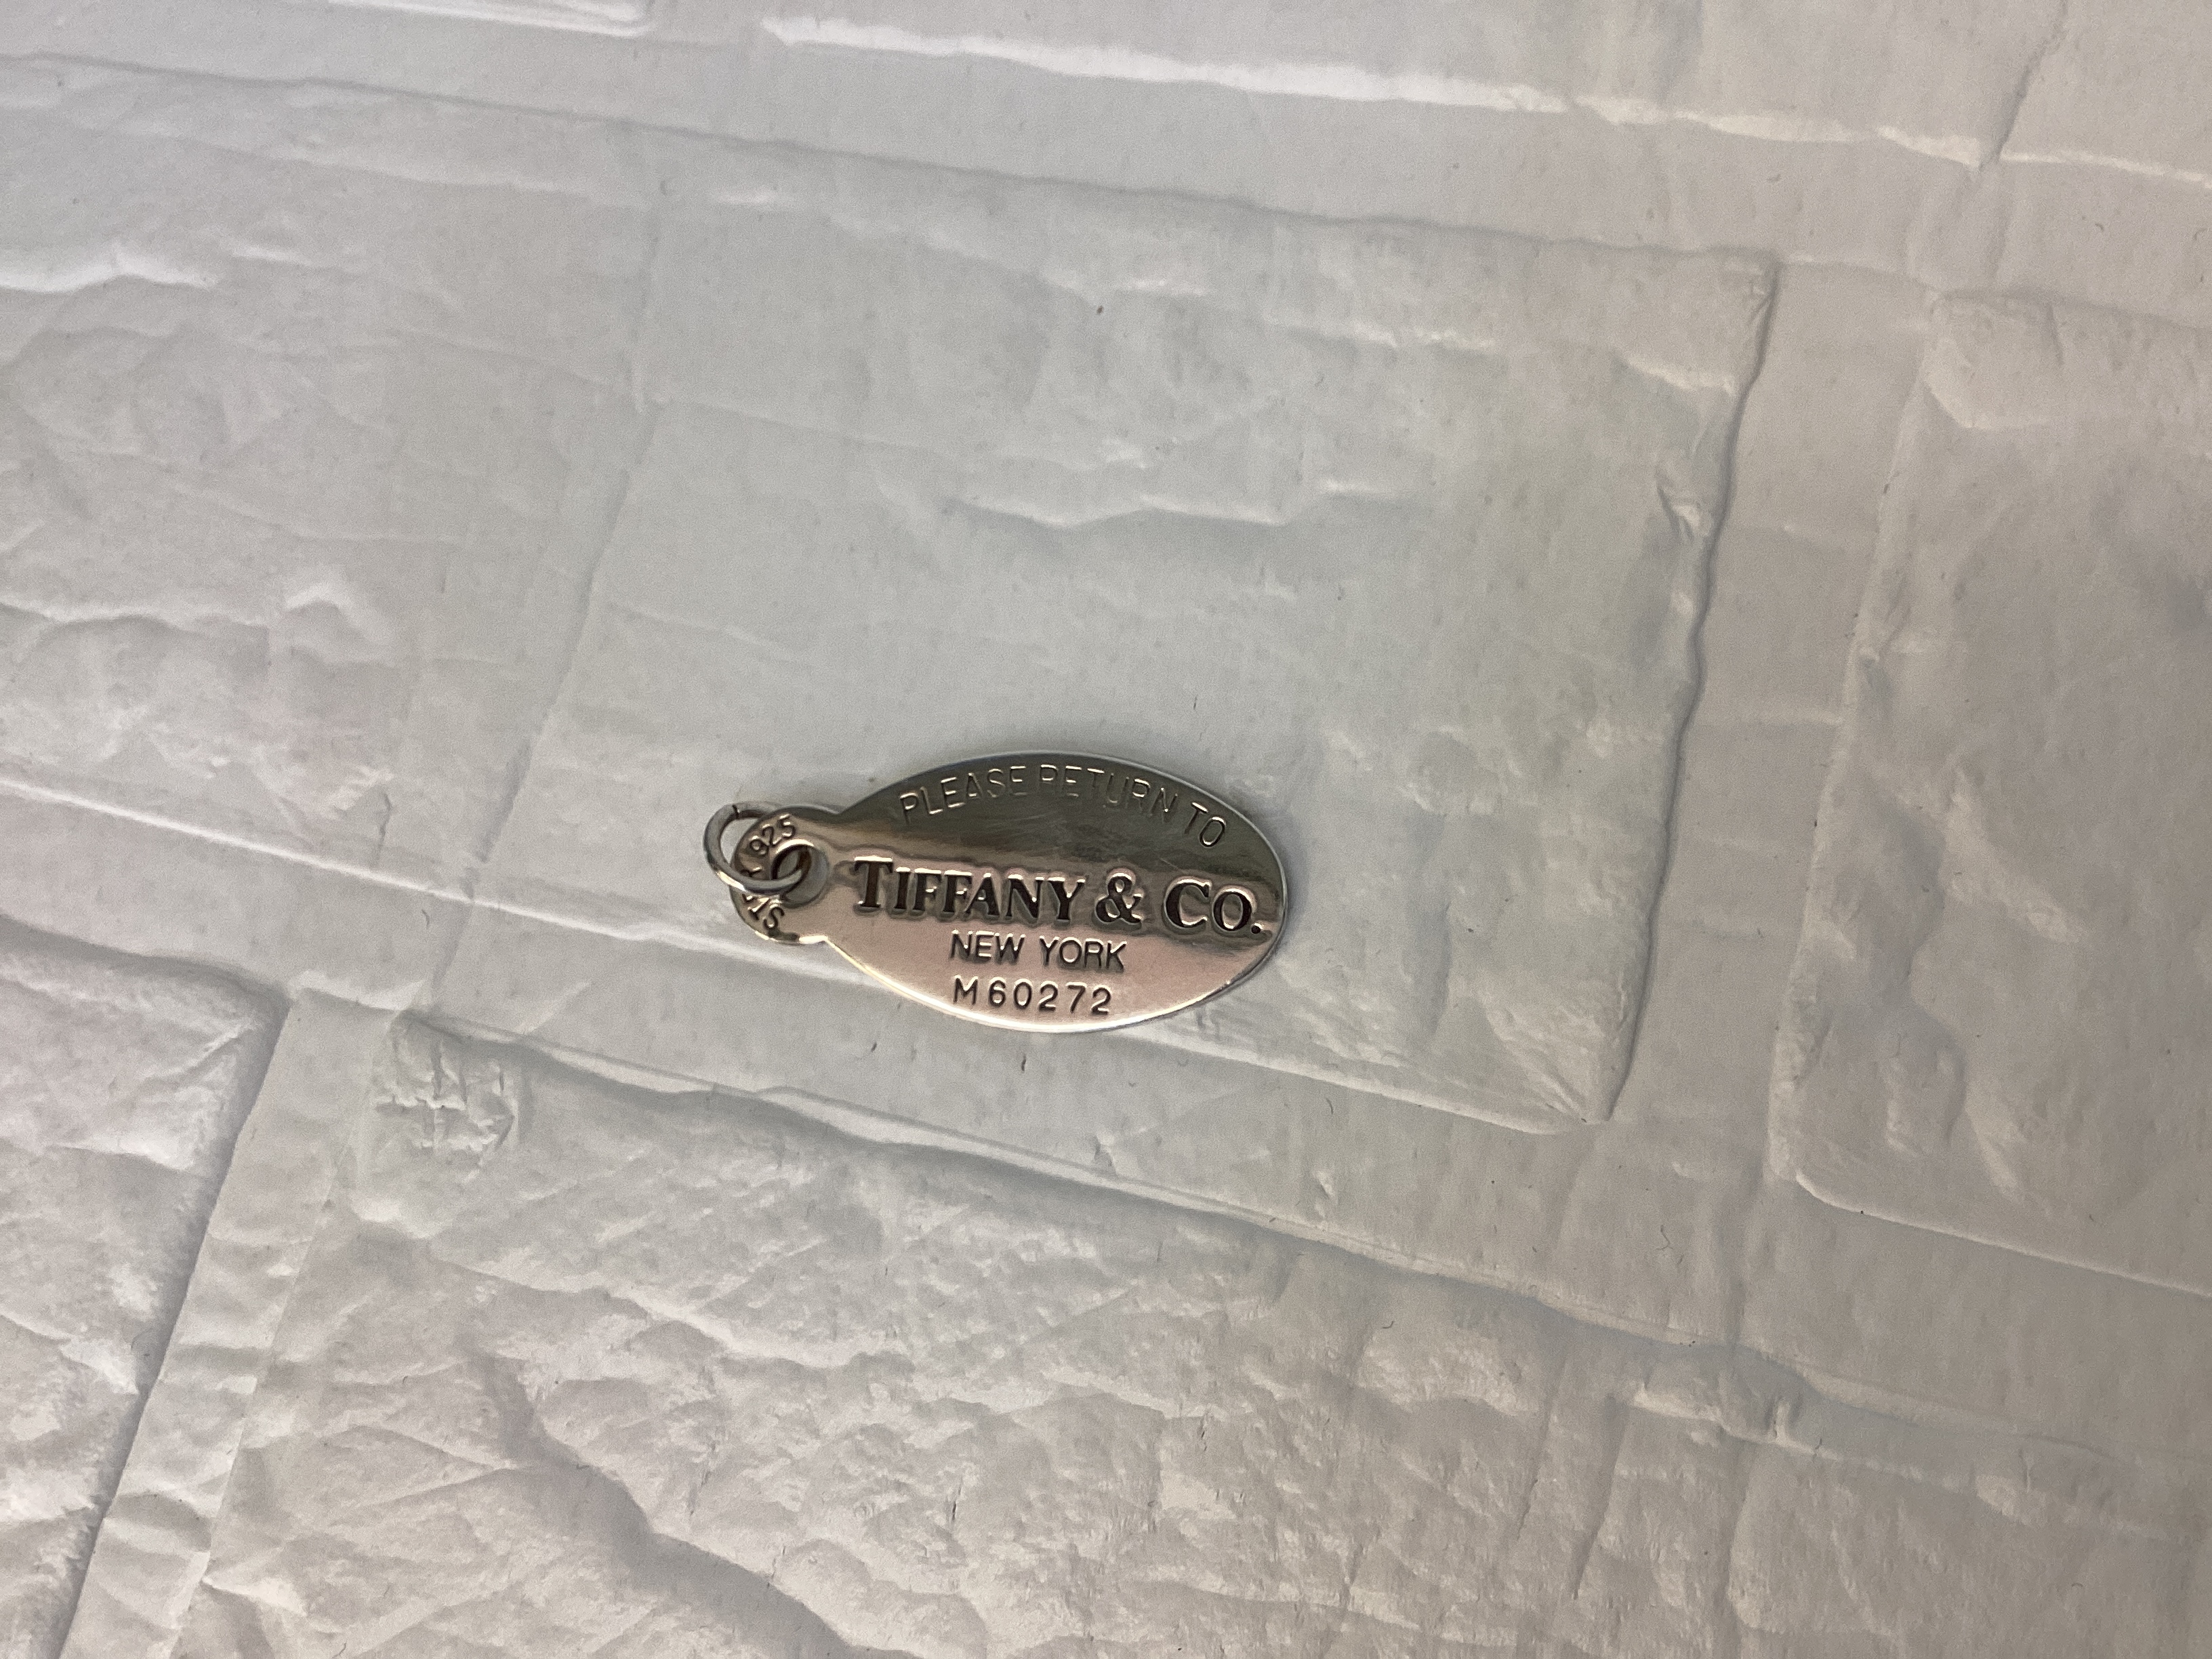 PLEASE RETURN TO
TIFFANY & CO.
NEW YORK
M60272
925